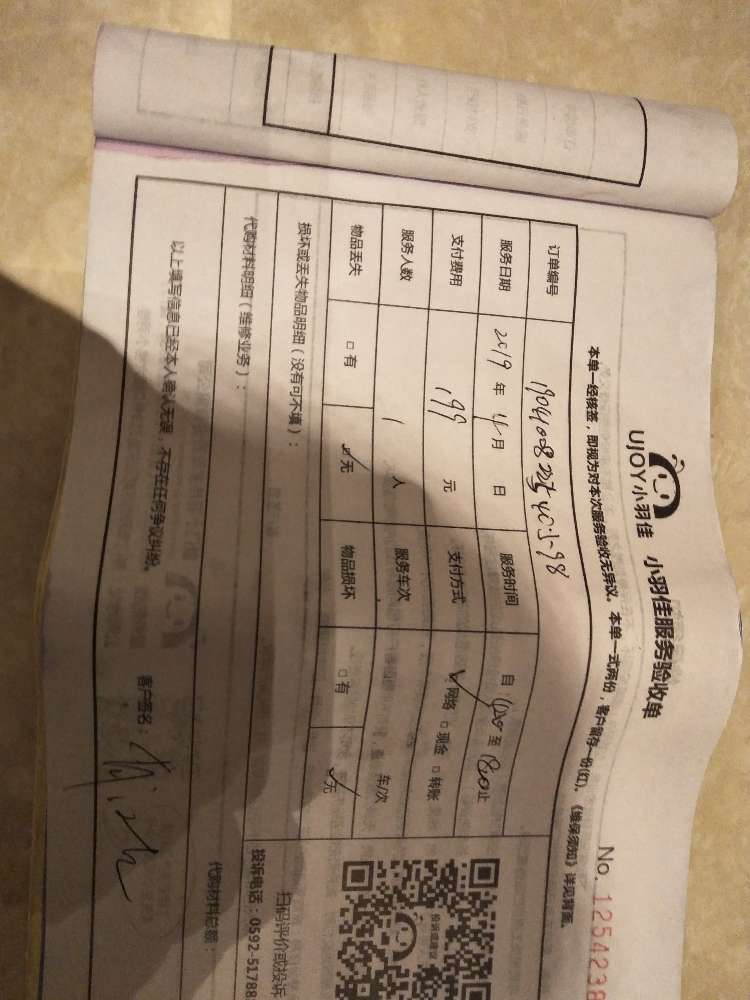 UJOY小羽佳 小羽佳服务验收单
No. 1254238
本单一经核签，即视为对本次服务验收无异议。本单一式两份，客户留存一份(红)。《维保须知》详见背面。
订单编号
服务日期 2019 年 月 日 服务时间 自 至 止
支付费用 199 元 支付方式 ☑网络 □现金 □转账
服务人数 1 人 服务车次 车/次
物品丢失 □有 ☑无 物品损坏 □有 ☑无
损坏或丢失物品明细（没有可不填）：
扫码评价或投诉
投诉电话：0592-51788
代购材料明细（维修业务）：
代购材料总额：
以上填写信息已经本人确认无误，不存在任何争议纠纷。 客户签名：